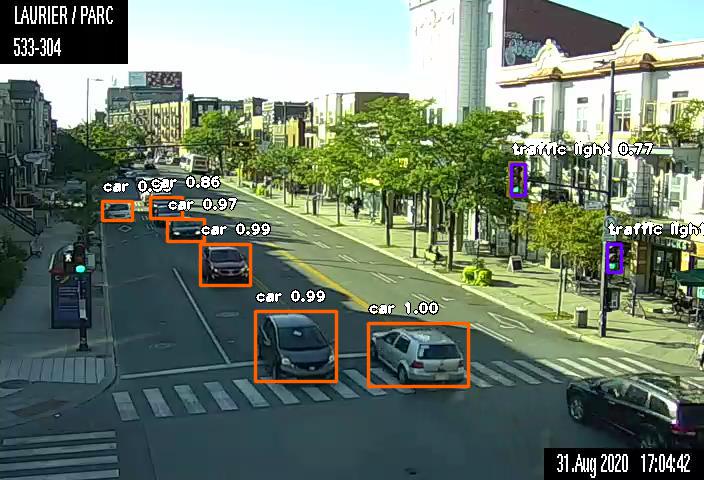 LAURIER / PARC
533-304
traffic light 0.77
car 0.86
car 0.97
car 0.99
traffic light
car 0.99
car 1.00
31.Aug 2020 17:04:42